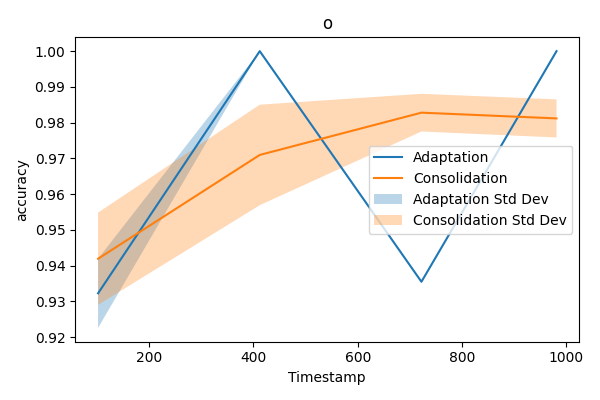 o
1.00
0.99
0.98
0.97
0.96
0.95
0.94
0.93
0.92
accuracy
Adaptation
Consolidation
Adaptation Std Dev
Consolidation Std Dev
200
400
600
800
1000
Timestamp